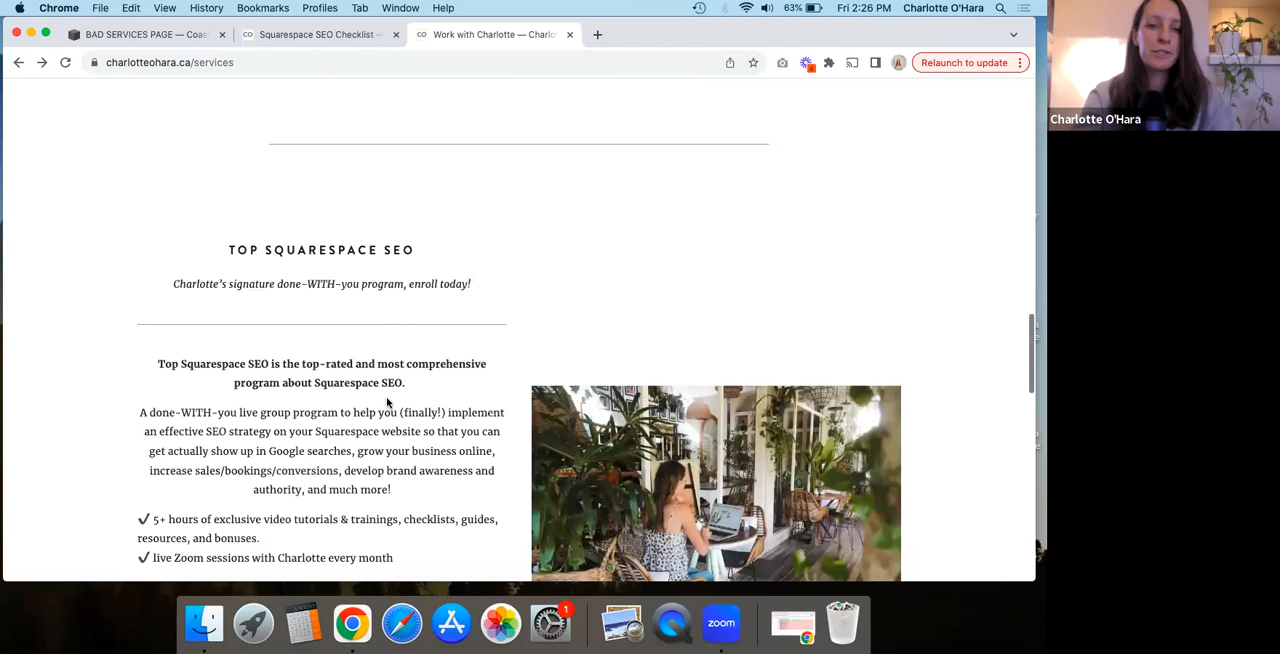 Chrome File Edit View History Bookmarks Profiles Tab Window Help 63% Fri 2:26 PM Charlotte O'Hara
BAD SERVICES PAGE — Coas Squarespace SEO Checklist — CO Work with Charlotte — Charlo
charlotteohara.ca/services Relaunch to update
Charlotte O'Hara
TOP SQUARESPACE SEO
Charlotte's signature done-WITH-you program, enroll today!
Top Squarespace SEO is the top-rated and most comprehensive
program about Squarespace SEO.
A done-WITH-you live group program to help you (finally!) implement
an effective SEO strategy on your Squarespace website so that you can
get actually show up in Google searches, grow your business online,
increase sales/bookings/conversions, develop brand awareness and
authority, and much more!
✓ 5+ hours of exclusive video tutorials & trainings, checklists, guides,
resources, and bonuses.
✓ live Zoom sessions with Charlotte every month
1
zoom